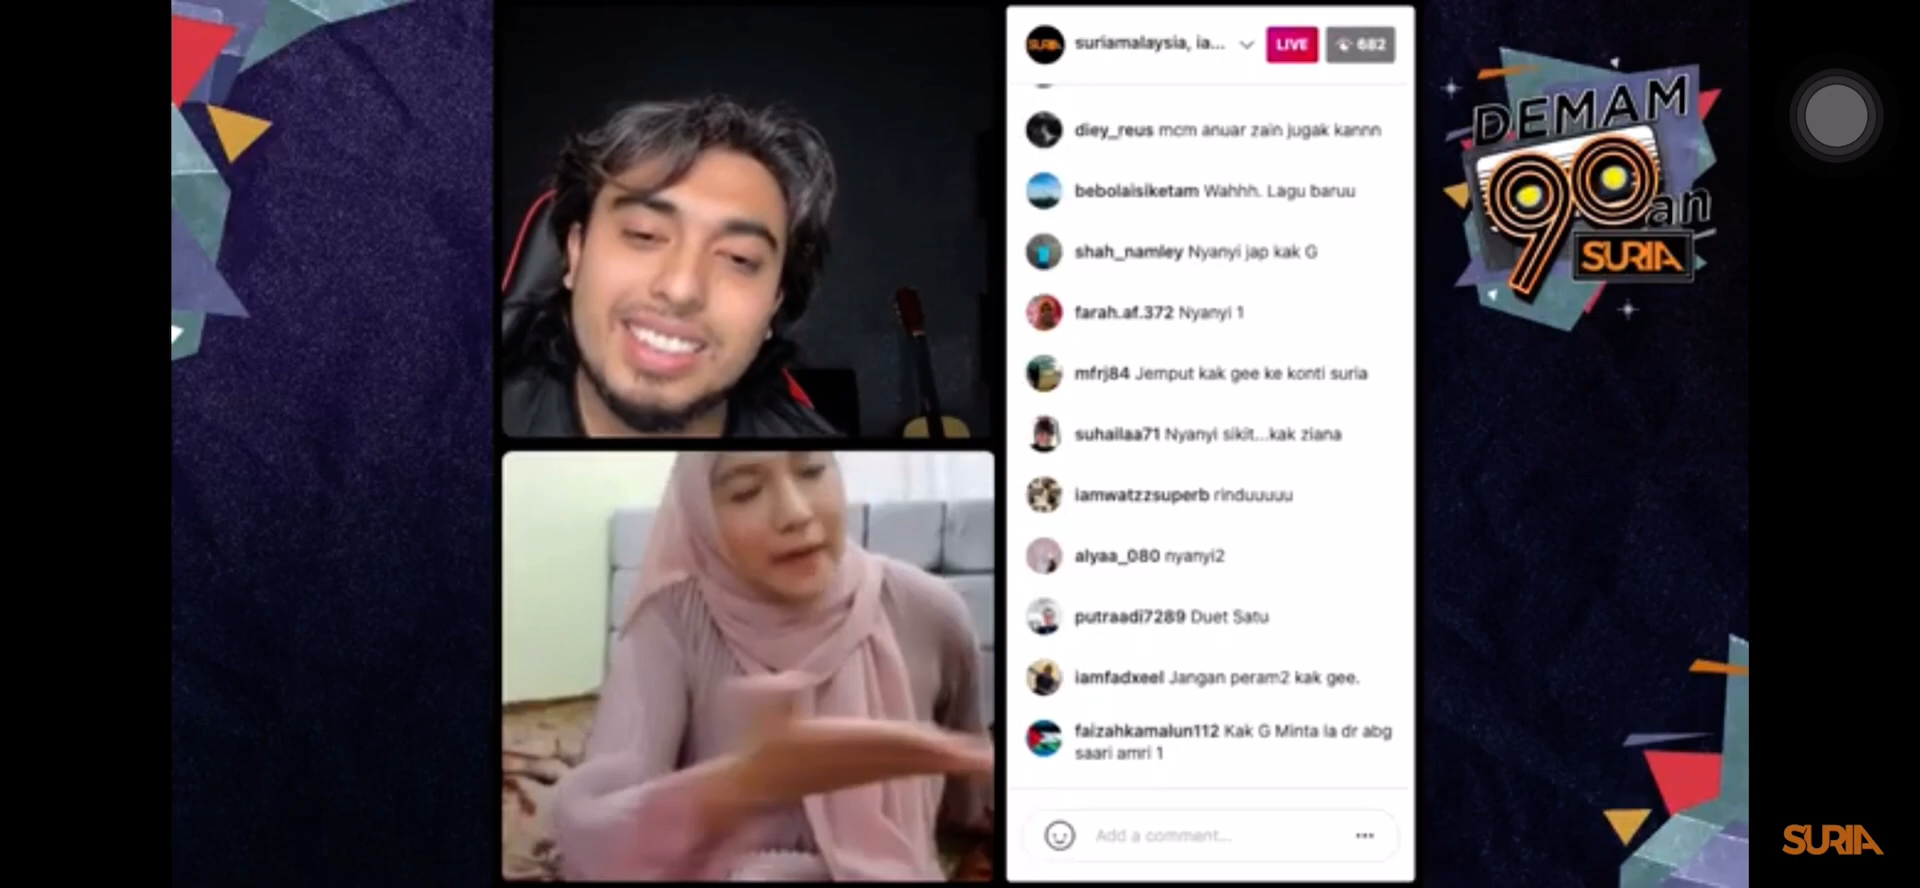 suriamalaysia, ia...
LIVE
682
diey_reus mcm anuar zain jugak kannn
bebolaisiketam Wahhh. Lagu baruu
shah_namley Nyanyi jap kak G
farah.af.372 Nyanyi 1
mfrj84 Jemput kak gee ke konti suria
suhailaa71 Nyanyi sikit...kak ziana
iamwatzzsuperb rinduuuuu
alyaa_080 nyanyi2
putraadi7289 Duet Satu
iamfadxeel Jangan peram2 kak gee.
faizahkamalun112 Kak G Minta la dr abg
saari amri 1
Add a comment...
DEMAM
90an
SURIA
SURIA